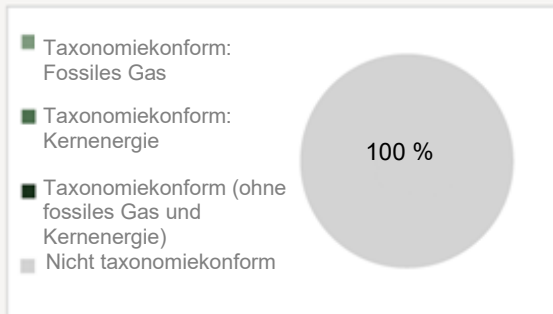 Taxonomiekonform:
Fossiles Gas
Taxonomiekonform:
Kernenergie
Taxonomiekonform (ohne
fossiles Gas und
Kernenergie)
Nicht taxonomiekonform
100 %